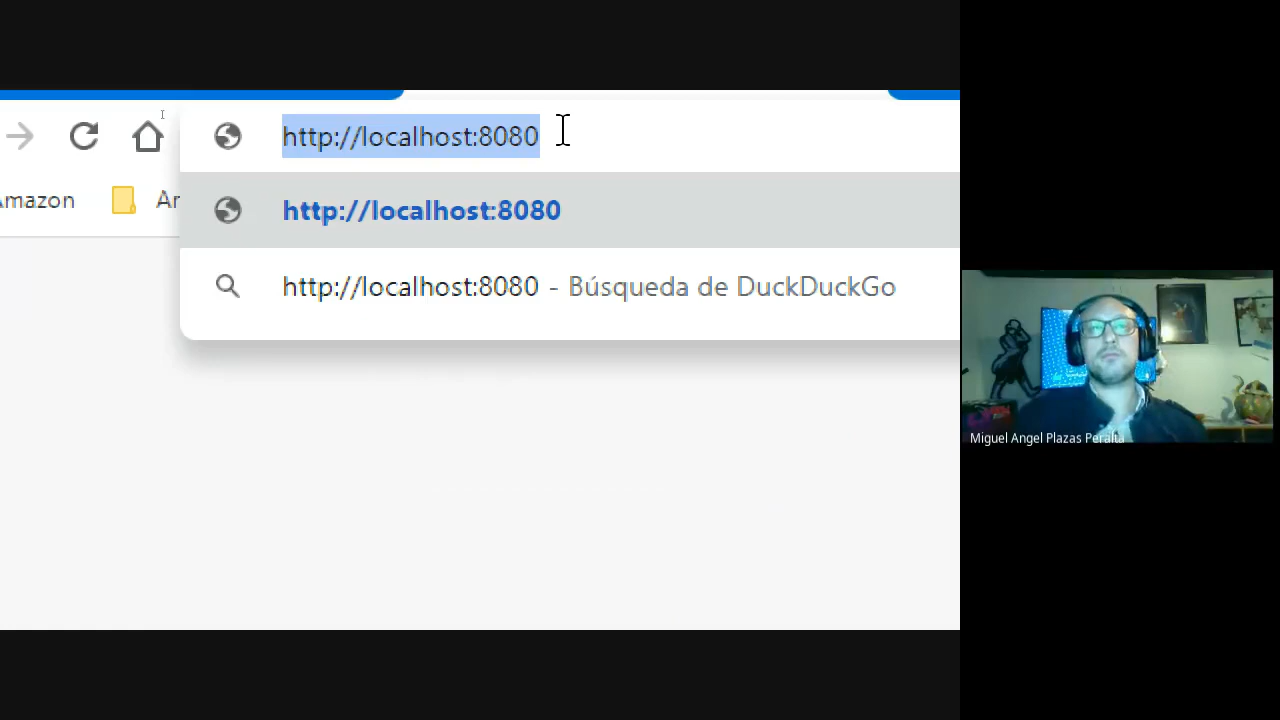 http://localhost:8080
Amazon
Ar
http://localhost:8080
http://localhost:8080 - Búsqueda de DuckDuckGo
Miguel Angel Plazas Peralta